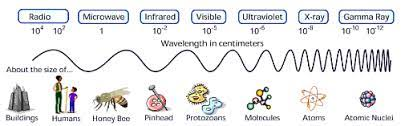 Radio Microwave Infrared Visible Ultraviolet X-ray Gamma Ray
10⁴ 10² 1 10⁻² 10⁻⁵ 10⁻⁶ 10⁻⁸ 10⁻¹⁰ 10⁻¹²
Wavelength in centimeters
About the size of...
Buildings Humans Honey Bee Pinhead Protozoans Molecules Atoms Atomic Nuclei